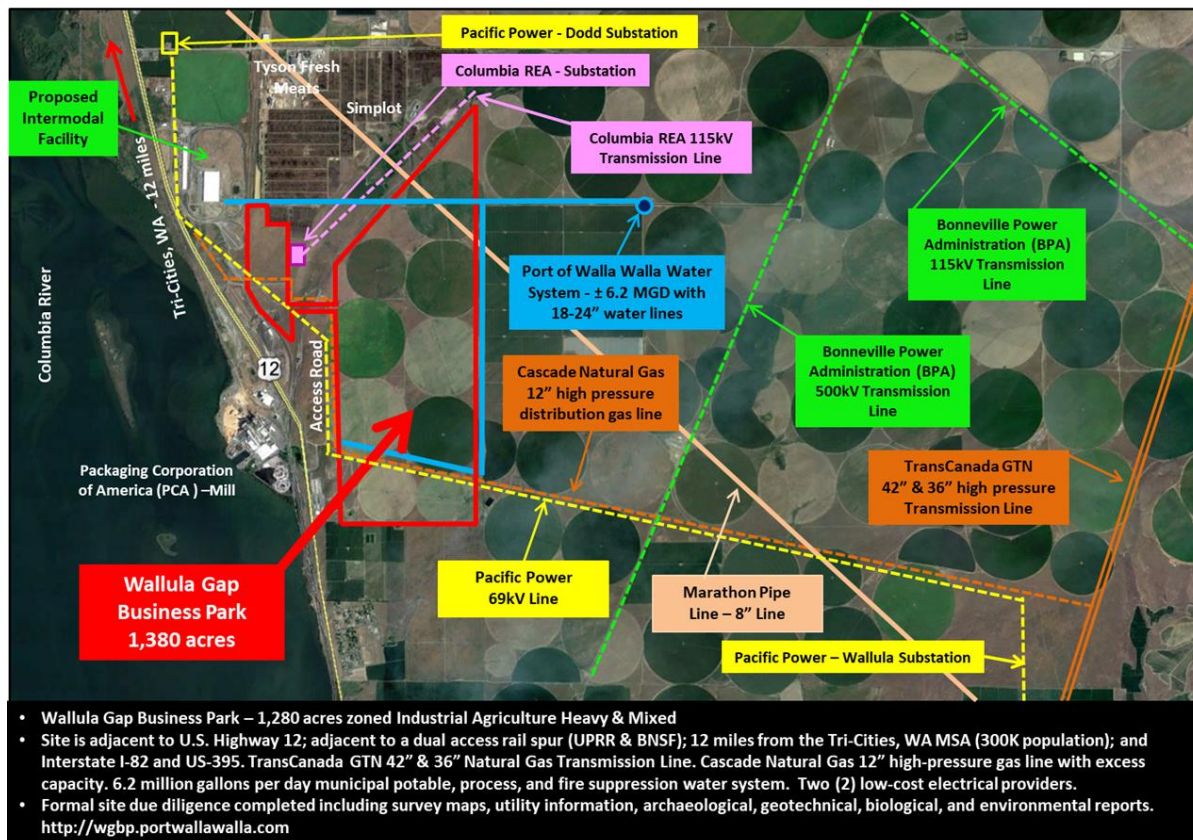 Pacific Power - Dodd Substation
Tyson Fresh
Meats
Columbia REA - Substation
Simplot
Proposed
Intermodal
Facility
Columbia REA 115kV
Transmission Line
Tri-Cities, WA - 12 miles
Columbia River
Bonneville Power
Administration (BPA)
115kV Transmission
Line
Port of Walla Walla Water
System - ± 6.2 MGD with
18-24” water lines
12
Access Road
Cascade Natural Gas
12” high pressure
distribution gas line
Bonneville Power
Administration (BPA)
500kV Transmission
Line
Packaging Corporation
of America (PCA ) –Mill
TransCanada GTN
42” & 36” high pressure
Transmission Line
Wallula Gap
Business Park
1,380 acres
Pacific Power
69kV Line
Marathon Pipe
Line – 8” Line
Pacific Power – Wallula Substation
• Wallula Gap Business Park – 1,280 acres zoned Industrial Agriculture Heavy & Mixed
• Site is adjacent to U.S. Highway 12; adjacent to a dual access rail spur (UPRR & BNSF); 12 miles from the Tri-Cities, WA MSA (300K population); and
Interstate I-82 and US-395. TransCanada GTN 42” & 36” Natural Gas Transmission Line. Cascade Natural Gas 12” high-pressure gas line with excess
capacity. 6.2 million gallons per day municipal potable, process, and fire suppression water system. Two (2) low-cost electrical providers.
• Formal site due diligence completed including survey maps, utility information, archaeological, geotechnical, biological, and environmental reports.
http://wgbp.portwallawalla.com